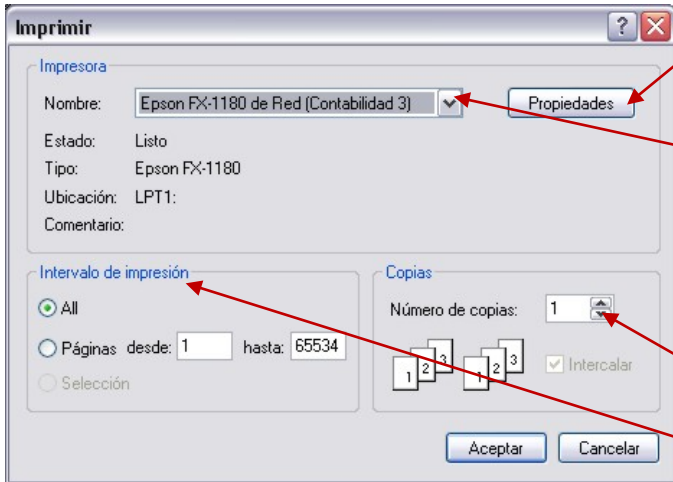 Imprimir
Impresora
Nombre: Epson FX-1180 de Red (Contabilidad 3) Propiedades
Estado: Listo
Tipo: Epson FX-1180
Ubicación: LPT1:
Comentario:
Intervalo de impresión Copias
All Número de copias: 1
Páginas desde: 1 hasta: 65534
1 2 3 1 2 3 Intercalar
Selección
Aceptar Cancelar